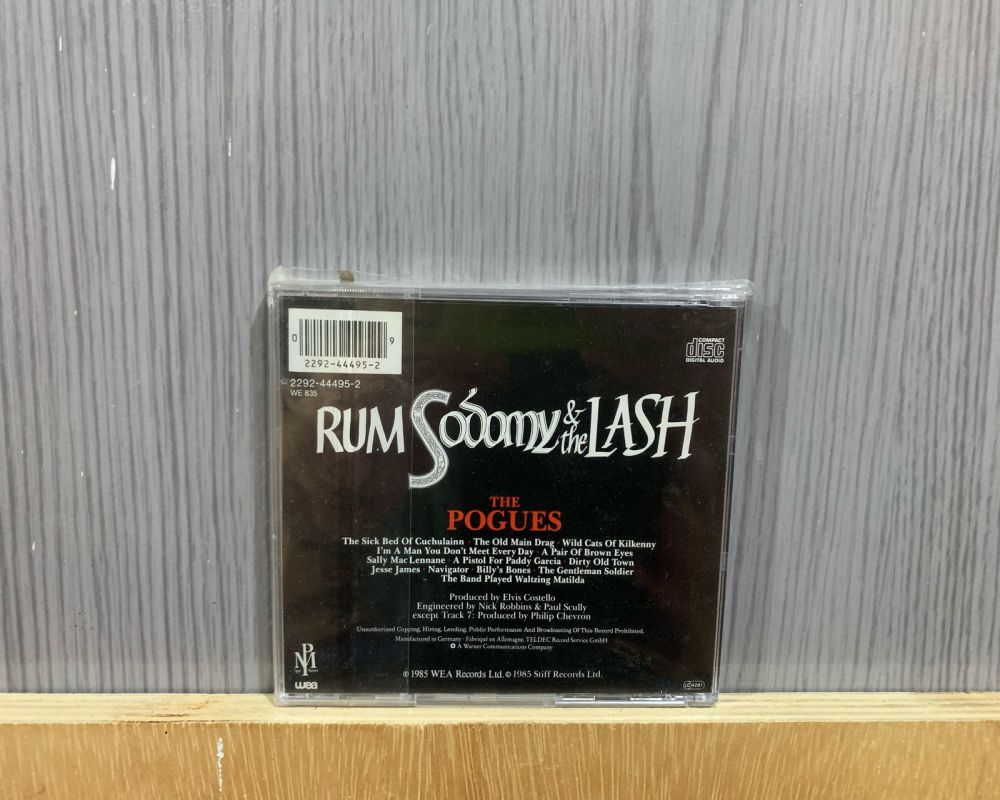 0 9
2292-44495-2
2292-44495-2
WE 835
COMPACT
disc
DIGITAL AUDIO
RUM Sodomy & the LASH
THE
POGUES
The Sick Bed Of Cuchulainn · The Old Main Drag · Wild Cats Of Kilkenny
I'm A Man You Don't Meet Every Day · A Pair Of Brown Eyes
Sally Mac Lennane · A Pistol For Paddy Garcia · Dirty Old Town
Jesse James · Navigator · Billy's Bones · The Gentleman Soldier
The Band Played Waltzing Matilda
Produced by Elvis Costello
Engineered by Nick Robbins & Paul Scully
except Track 7: Produced by Philip Chevron
Unauthorized Copying, Hiring, Lending, Public Performance And Broadcasting Of This Record Prohibited.
Manufactured in Germany · Fabriqué en Allemagne. TELDEC Record Service GmbH
A Warner Communications Company
PM
wea
℗ 1985 WEA Records Ltd. © 1985 Stiff Records Ltd.
LC 4281